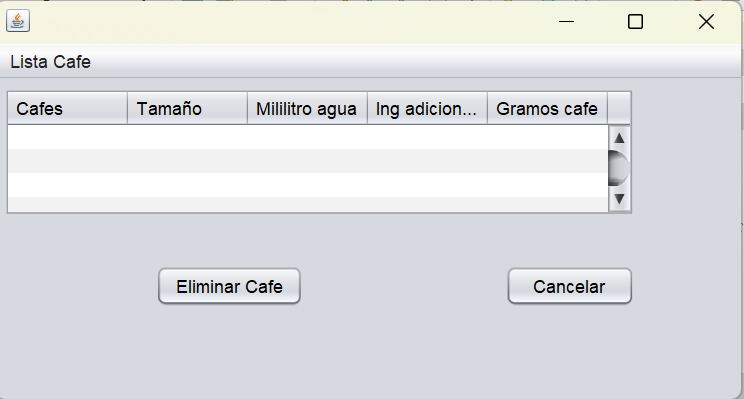 Lista Cafe
Cafes Tamaño Mililitro agua Ing adicion... Gramos cafe
Eliminar Cafe Cancelar